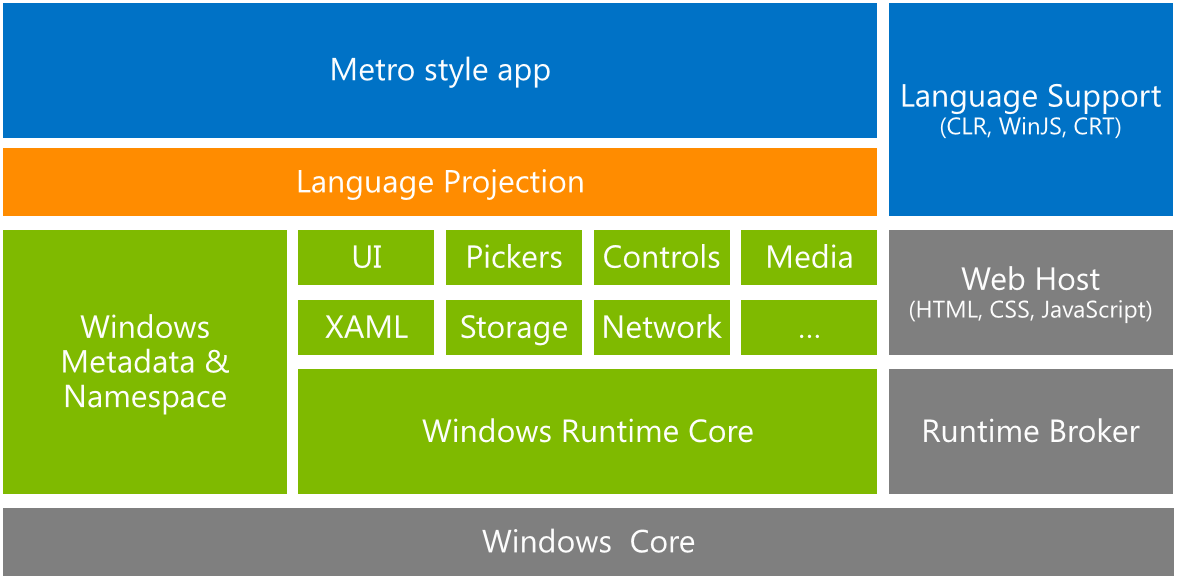 Metro style app
Language Support
(CLR, WinJS, CRT)
Language Projection
Windows
Metadata &
Namespace
UI
Pickers
Controls
Media
XAML
Storage
Network
...
Windows Runtime Core
Web Host
(HTML, CSS, JavaScript)
Runtime Broker
Windows  Core